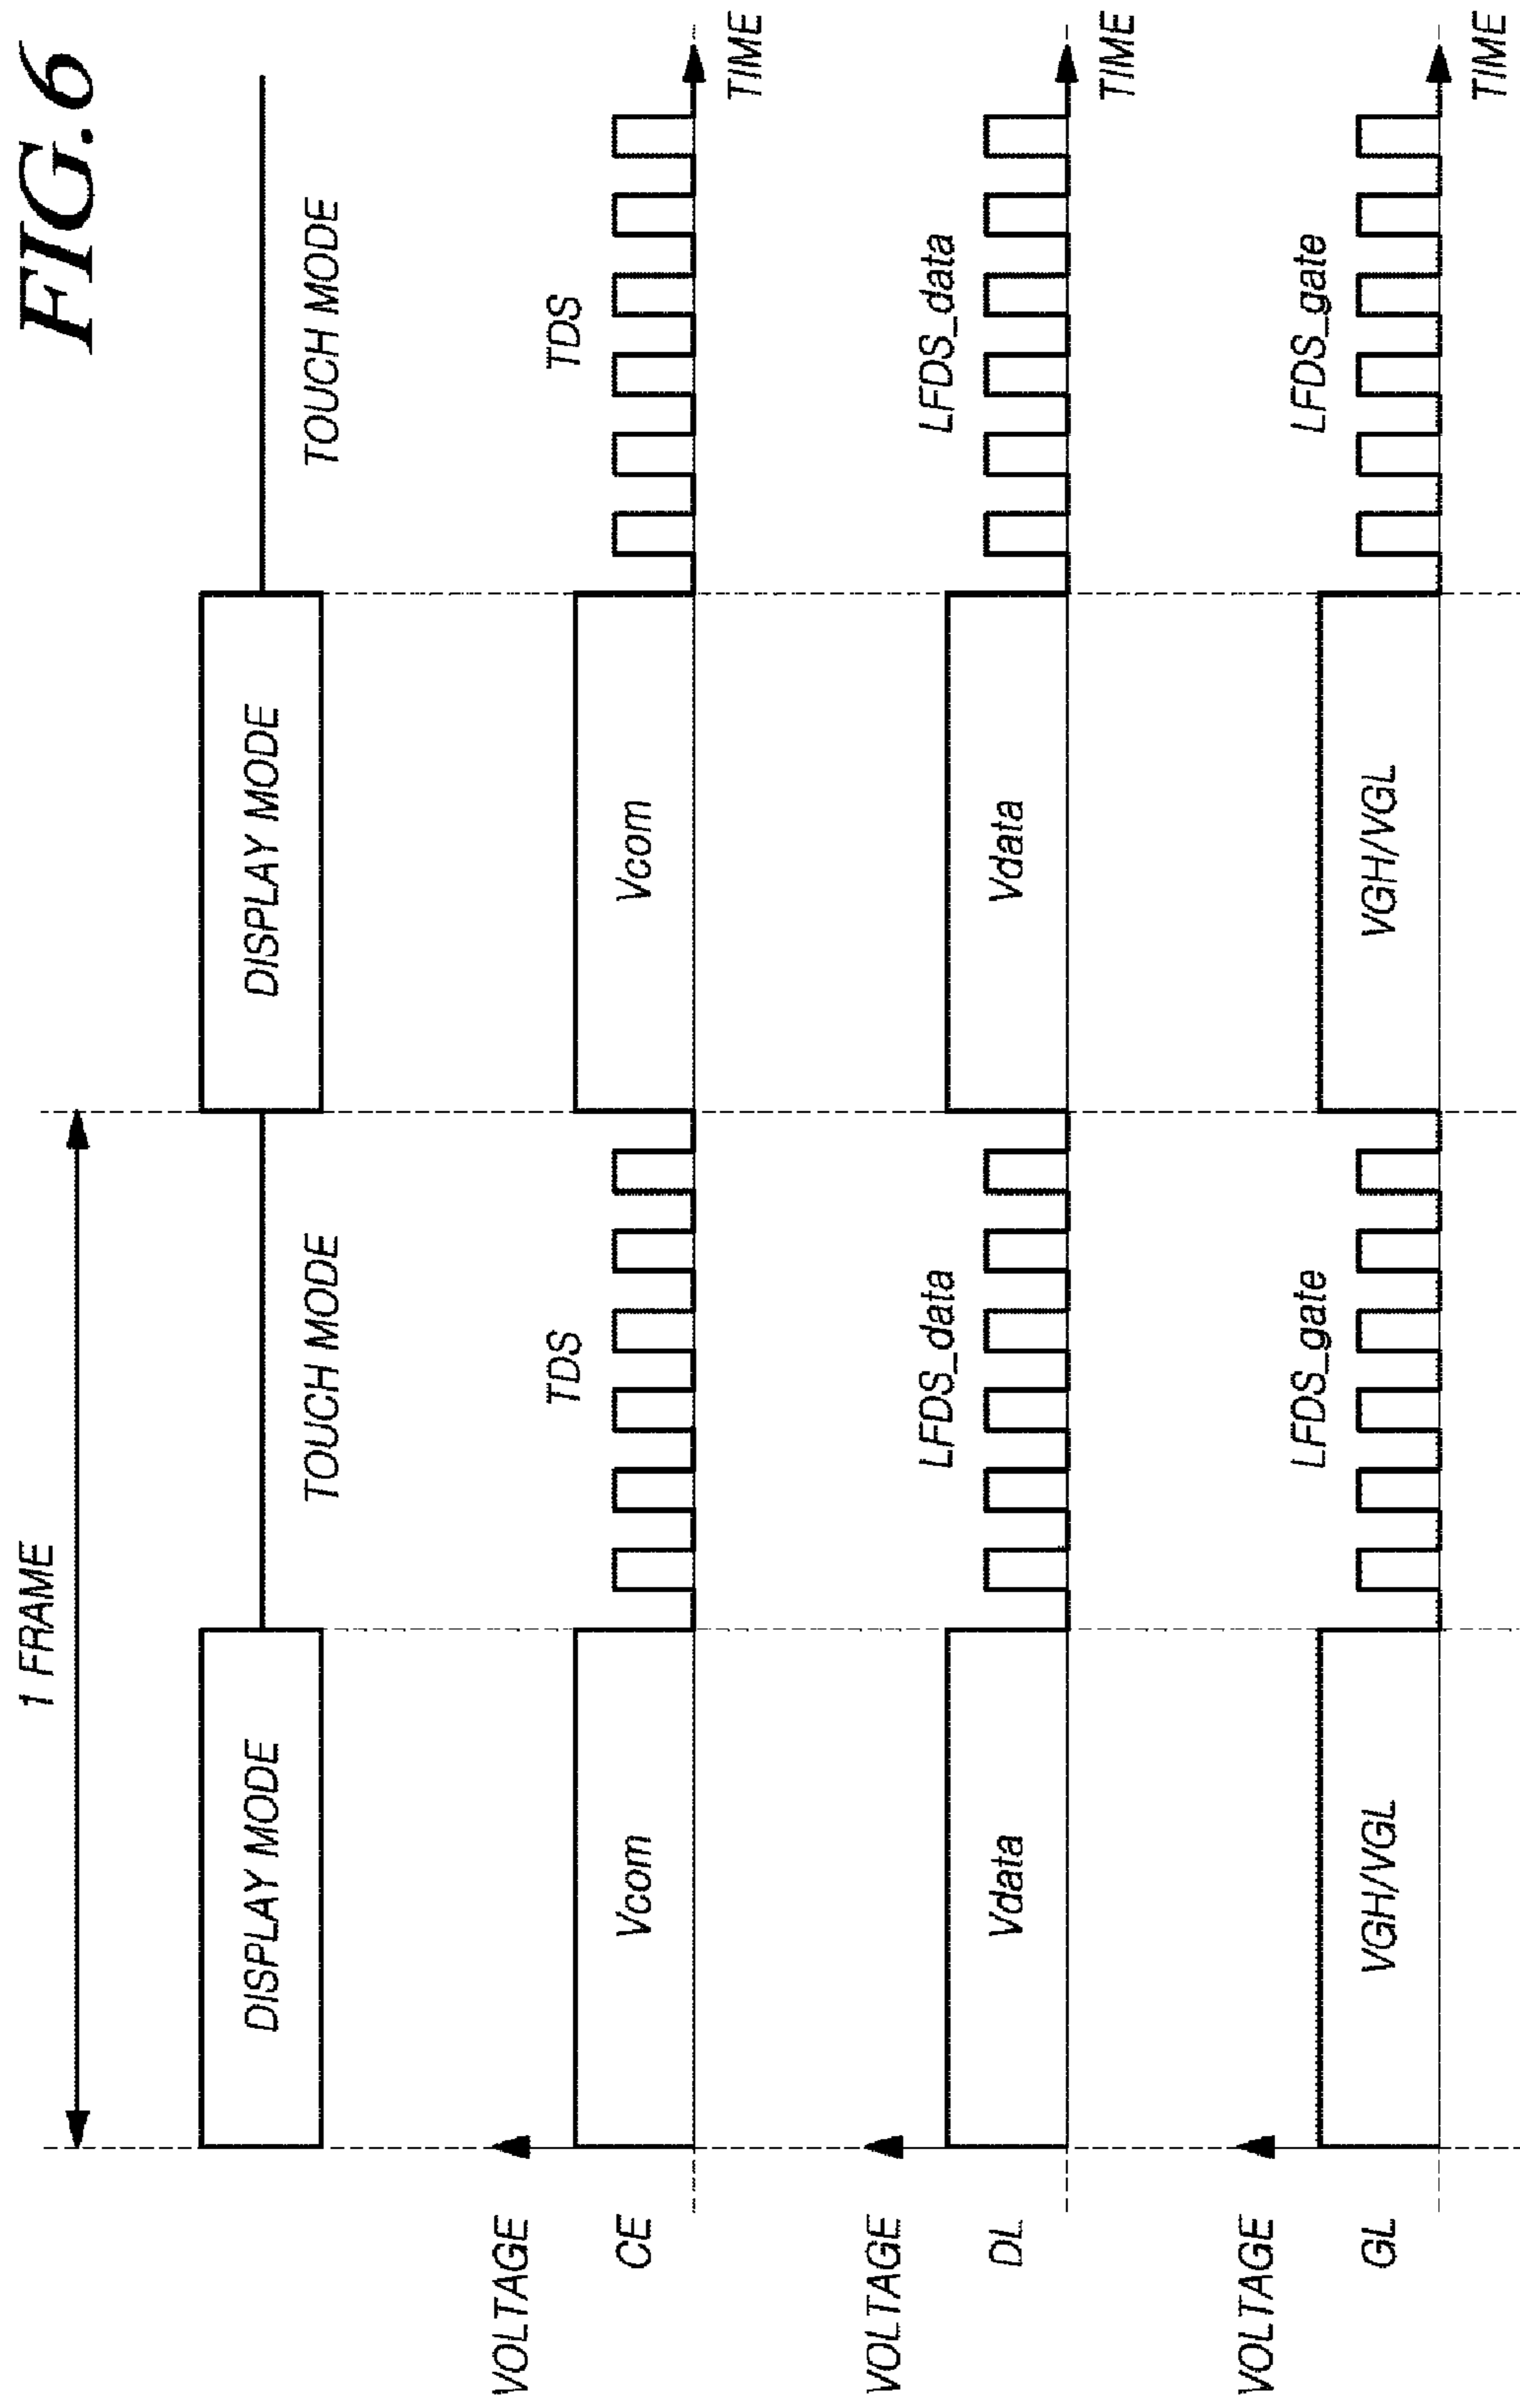 FIG.6
1 FRAME
DISPLAY MODE
TOUCH MODE
DISPLAY MODE
TOUCH MODE
VOLTAGE
TDS
TDS
CE
Vcom
Vcom
TIME
VOLTAGE
LFDS_data
LFDS_data
DL
Vdata
Vdata
TIME
VOLTAGE
LFDS_gate
LFDS_gate
GL
VGH/VGL
VGH/VGL
TIME